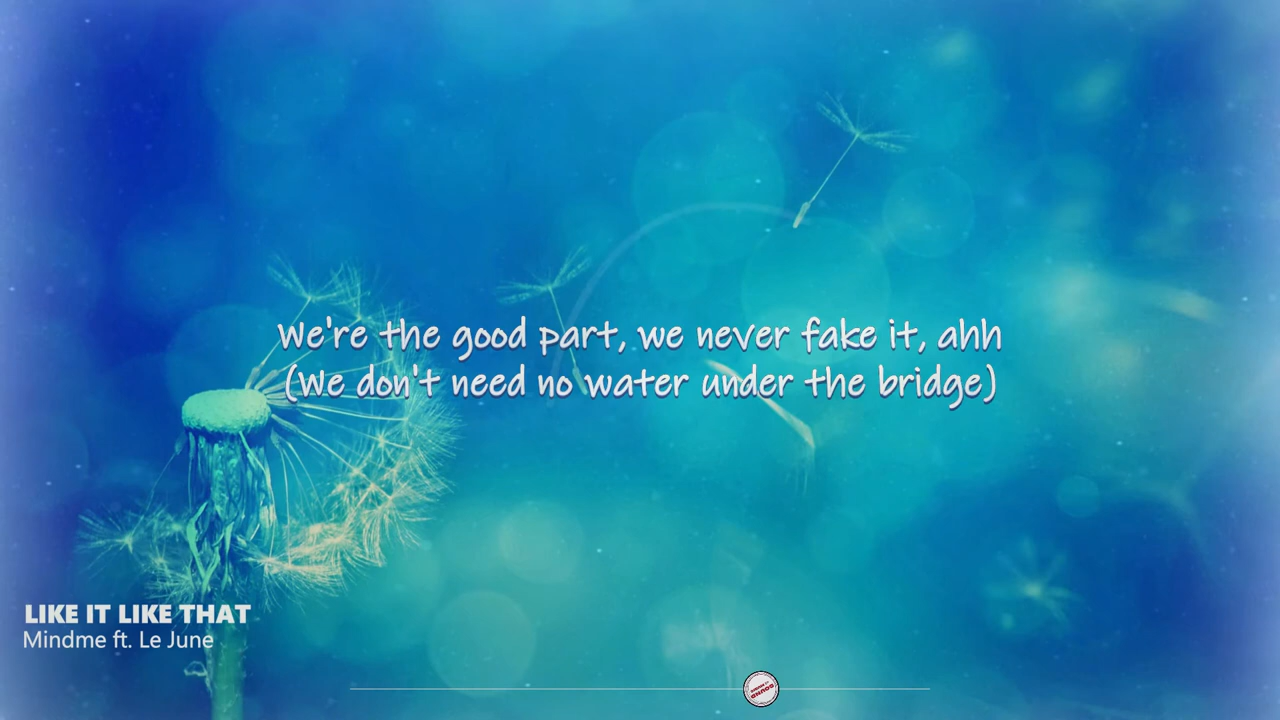 We're the good part, we never fake it, ahh
(We don't need no water under the bridge)
LIKE IT LIKE THAT
Mindme ft. Le June